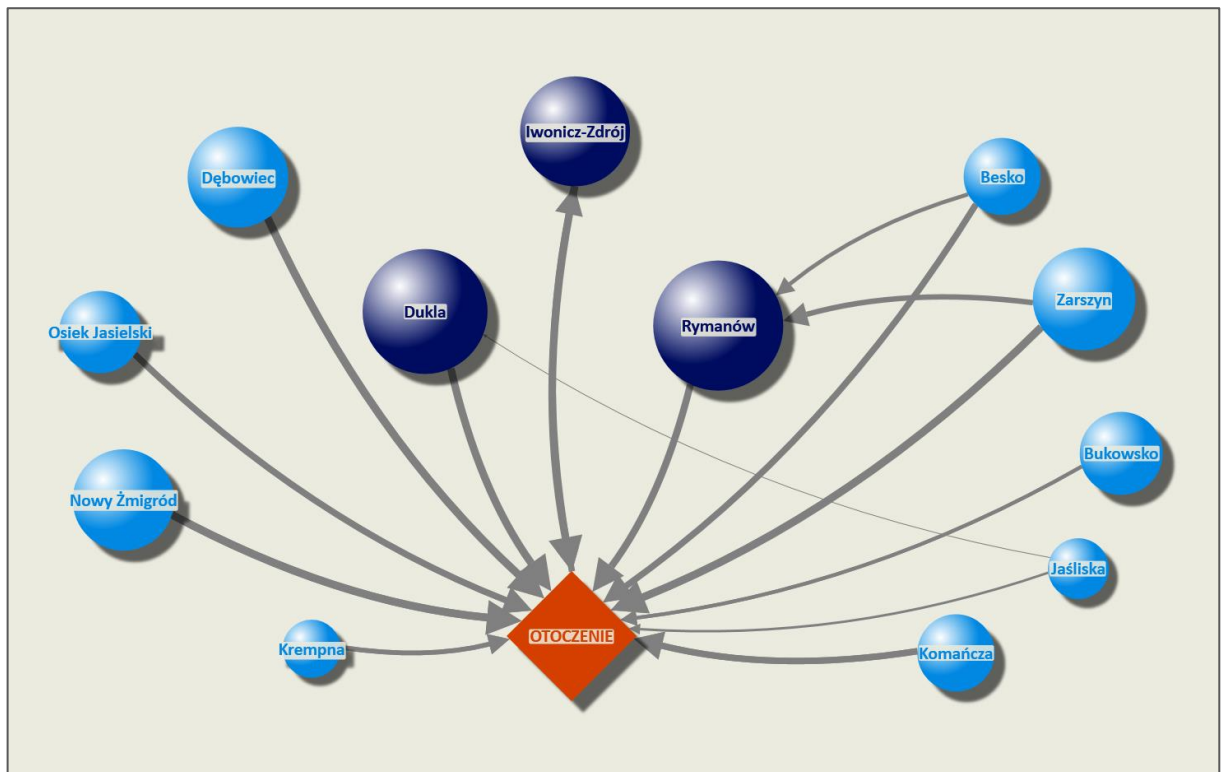 Iwonicz-Zdrój
Dębowiec
Besko
Dukla
Zarszyn
Rymanów
Osiek Jasielski
Bukowsko
Nowy Żmigród
Jaśliska
OTOCZENIE
Krempna
Komańcza